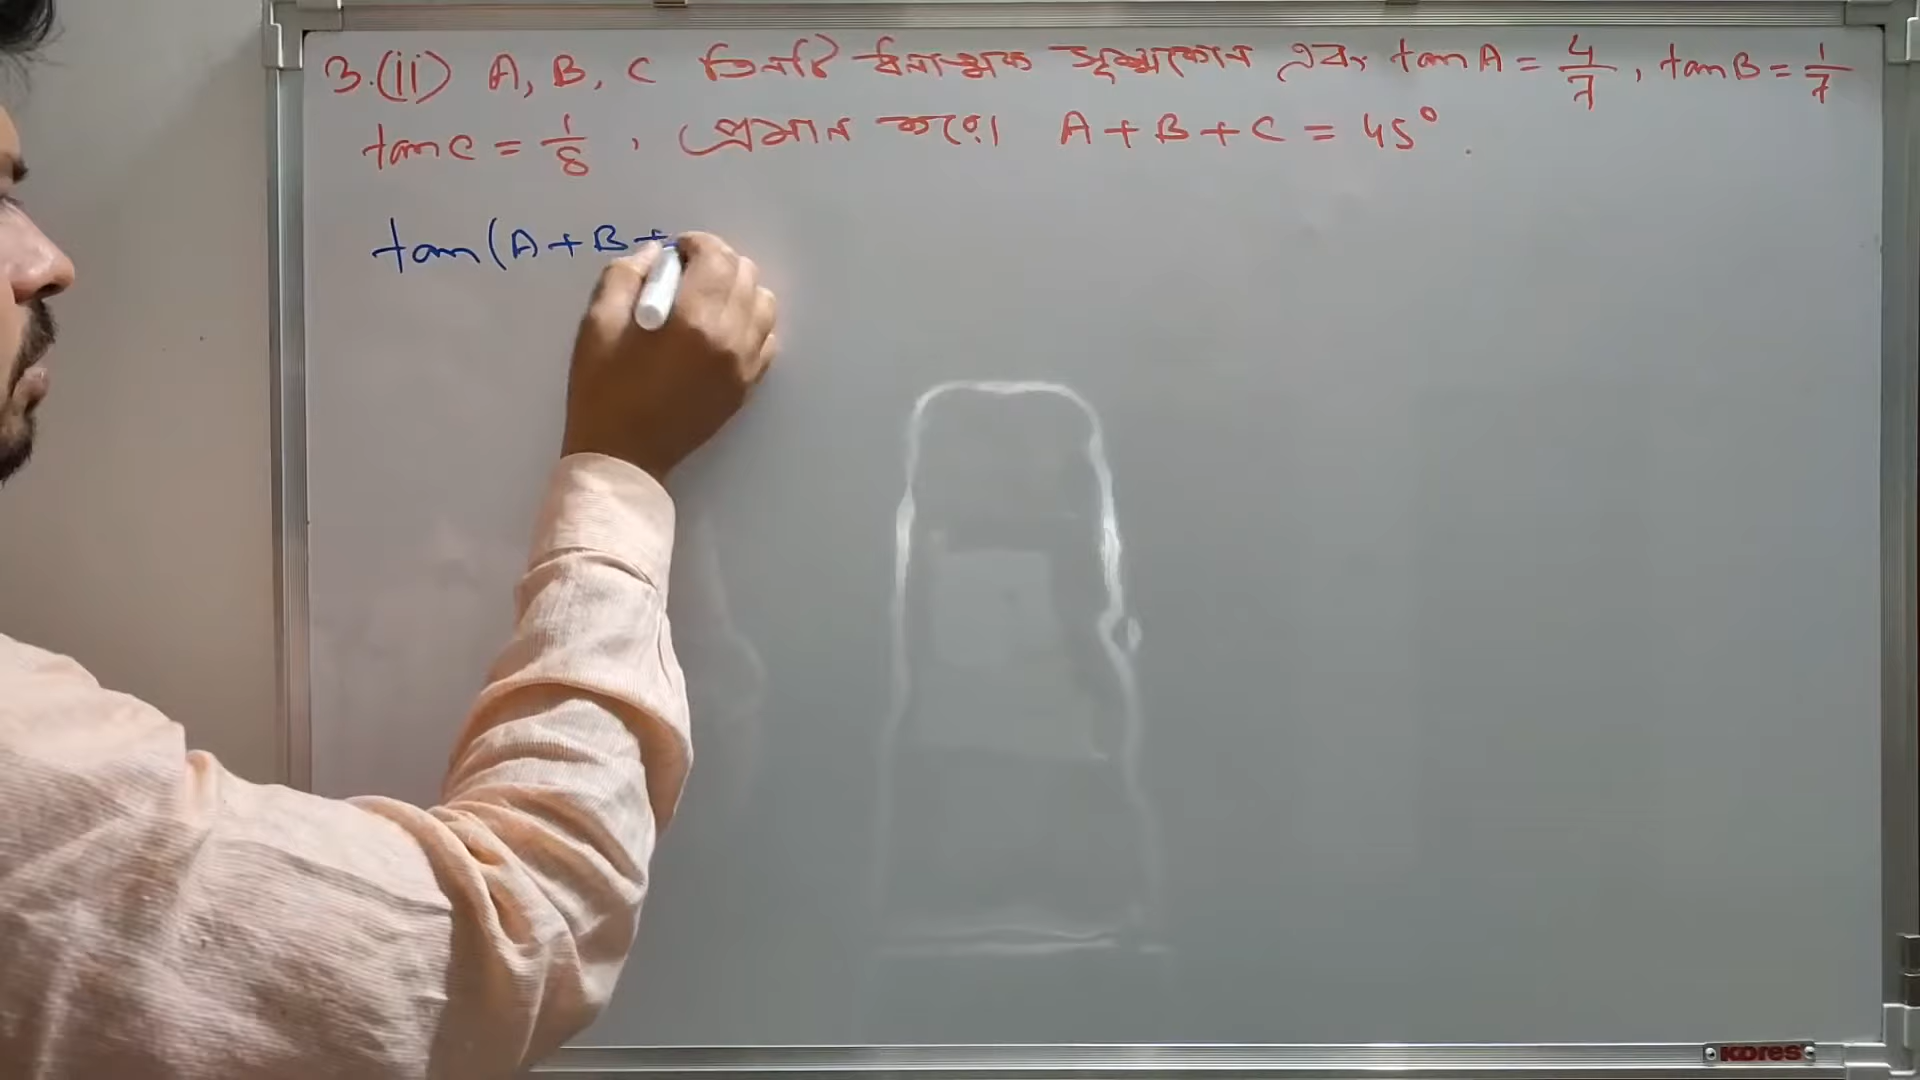 3.(ii) A, B, C তিনটি ধনাত্মক সূক্ষ্মকোন এবং tan A = 4/7, tan B = 1/7
tan C = 1/8, প্রমান করো A + B + C = 45°.
tan(A + B +
KORES